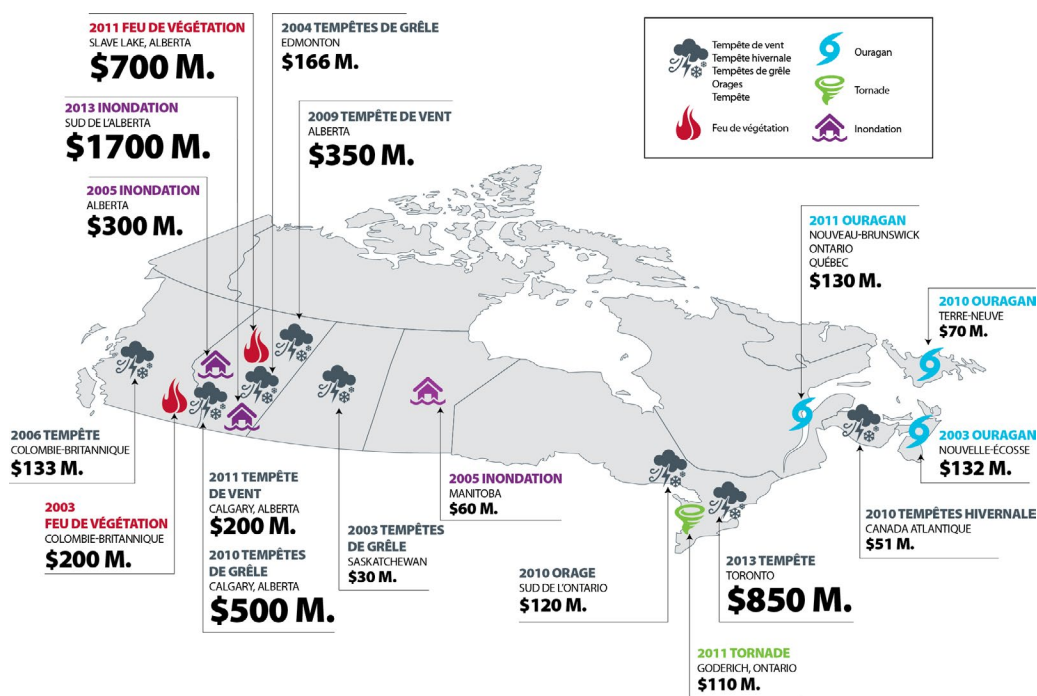 2011 FEU DE VÉGÉTATION
SLAVE LAKE, ALBERTA
$700 M.
2004 TEMPÊTES DE GRÊLE
EDMONTON
$166 M.
2013 INONDATION
SUD DE L'ALBERTA
$1700 M.
2009 TEMPÊTE DE VENT
ALBERTA
$350 M.
2005 INONDATION
ALBERTA
$300 M.
Tempête de vent
Tempête hivernale
Tempêtes de grêle
Orages
Tempête
Feu de végétation
Ouragan
Tornade
Inondation
2011 OURAGAN
NOUVEAU-BRUNSWICK
ONTARIO
QUÉBEC
$130 M.
2010 OURAGAN
TERRE-NEUVE
$70 M.
2006 TEMPÊTE
COLOMBIE-BRITANNIQUE
$133 M.
2003
FEU DE VÉGÉTATION
COLOMBIE-BRITANNIQUE
$200 M.
2011 TEMPÊTE
DE VENT
CALGARY, ALBERTA
$200 M.
2010 TEMPÊTES
DE GRÊLE
CALGARY, ALBERTA
$500 M.
2003 TEMPÊTES
DE GRÊLE
SASKATCHEWAN
$30 M.
2005 INONDATION
MANITOBA
$60 M.
2010 ORAGE
SUD DE L'ONTARIO
$120 M.
2013 TEMPÊTE
TORONTO
$850 M.
2011 TORNADE
GODERICH, ONTARIO
$110 M.
2003 OURAGAN
NOUVELLE-ÉCOSSE
$132 M.
2010 TEMPÊTES HIVERNALE
CANADA ATLANTIQUE
$51 M.